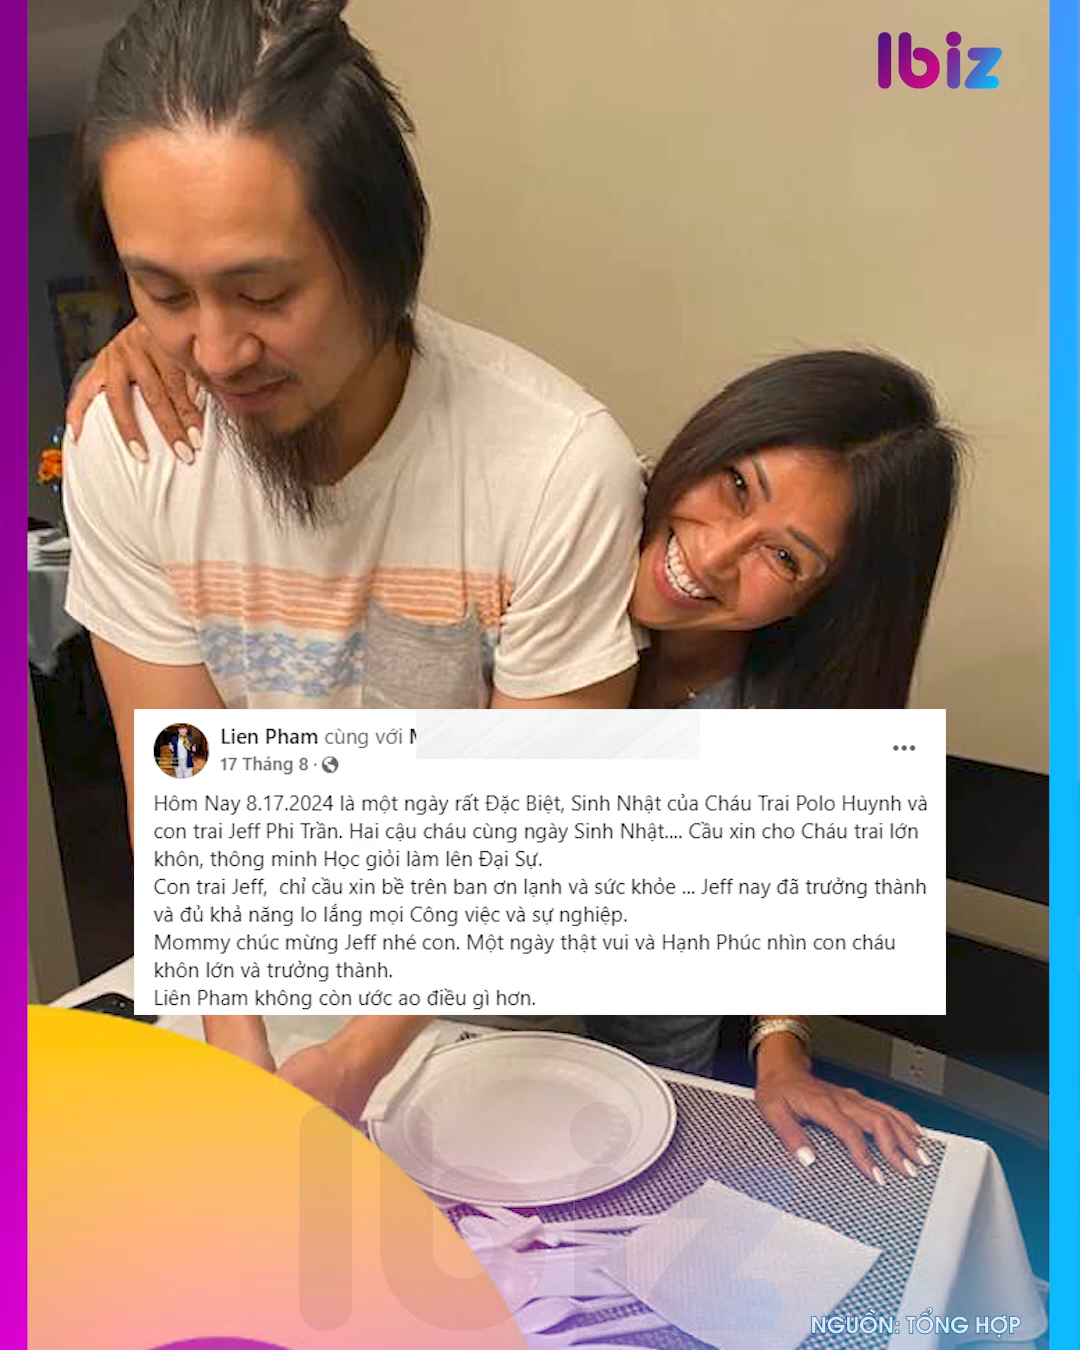 Ibiz
Lien Pham cùng với
17 Tháng 8 ·
Hôm Nay 8.17.2024 là một ngày rất Đặc Biệt, Sinh Nhật của Cháu Trai Polo Huynh và
con trai Jeff Phi Trần. Hai cậu cháu cùng ngày Sinh Nhật.... Cầu xin cho Cháu trai lớn
khôn, thông minh Học giỏi làm lên Đại Sự.
Con trai Jeff,  chỉ cầu xin bề trên ban ơn lạnh và sức khỏe ... Jeff nay đã trưởng thành
và đủ khả năng lo lắng mọi Công việc và sự nghiệp.
Mommy chúc mừng Jeff nhé con. Một ngày thật vui và Hạnh Phúc nhìn con cháu
khôn lớn và trưởng thành.
Liên Pham không còn ước ao điều gì hơn.
Ibiz
NGUỒN: TỔNG HỢP